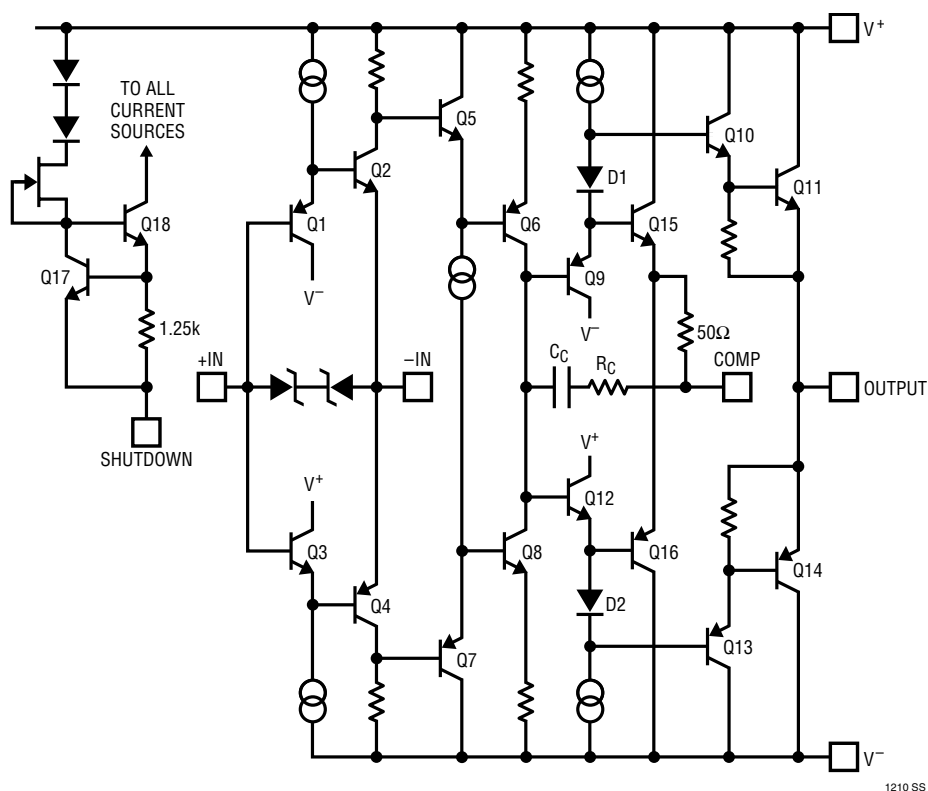 V+
TO ALL
CURRENT
SOURCES
Q5
Q2
Q10
D1
Q11
Q18
Q1
Q6
Q15
Q17
Q9
V−
V−
1.25k
50Ω
+IN
−IN
CC
RC
COMP
OUTPUT
SHUTDOWN
V+
V+
Q12
Q3
Q8
Q16
Q14
Q4
D2
Q7
Q13
V−
1210 SS